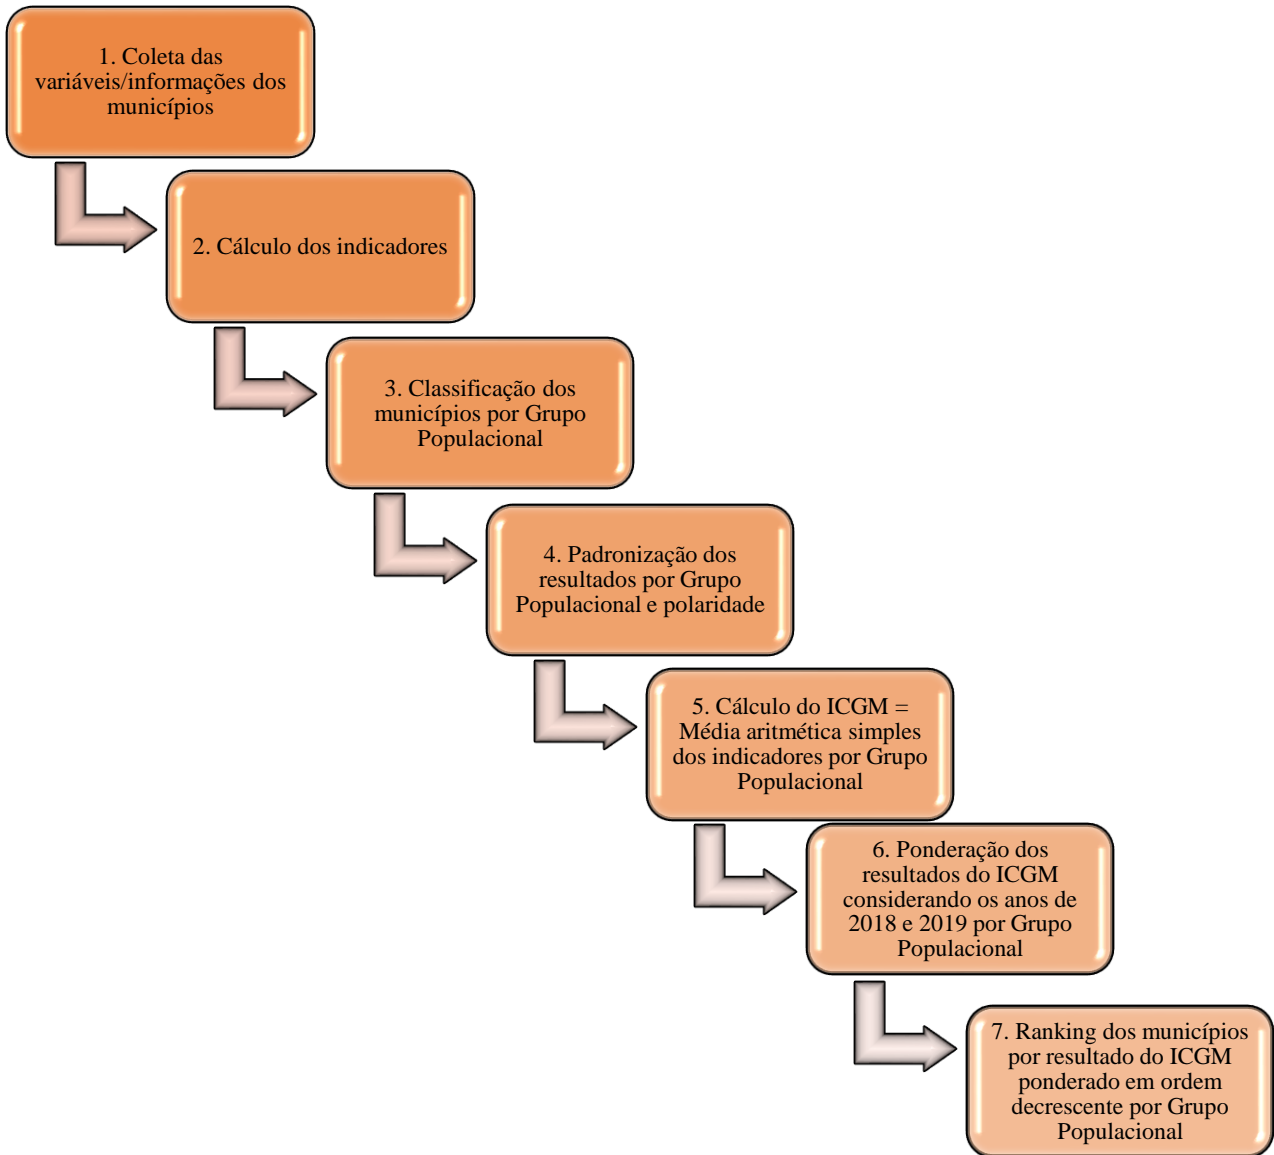 1. Coleta das
variáveis/informações dos
municípios
2. Cálculo dos indicadores
3. Classificação dos
municípios por Grupo
Populacional
4. Padronização dos
resultados por Grupo
Populacional e polaridade
5. Cálculo do ICGM =
Média aritmética simples
dos indicadores por Grupo
Populacional
6. Ponderação dos
resultados do ICGM
considerando os anos de
2018 e 2019 por Grupo
Populacional
7. Ranking dos municípios
por resultado do ICGM
ponderado em ordem
decrescente por Grupo
Populacional